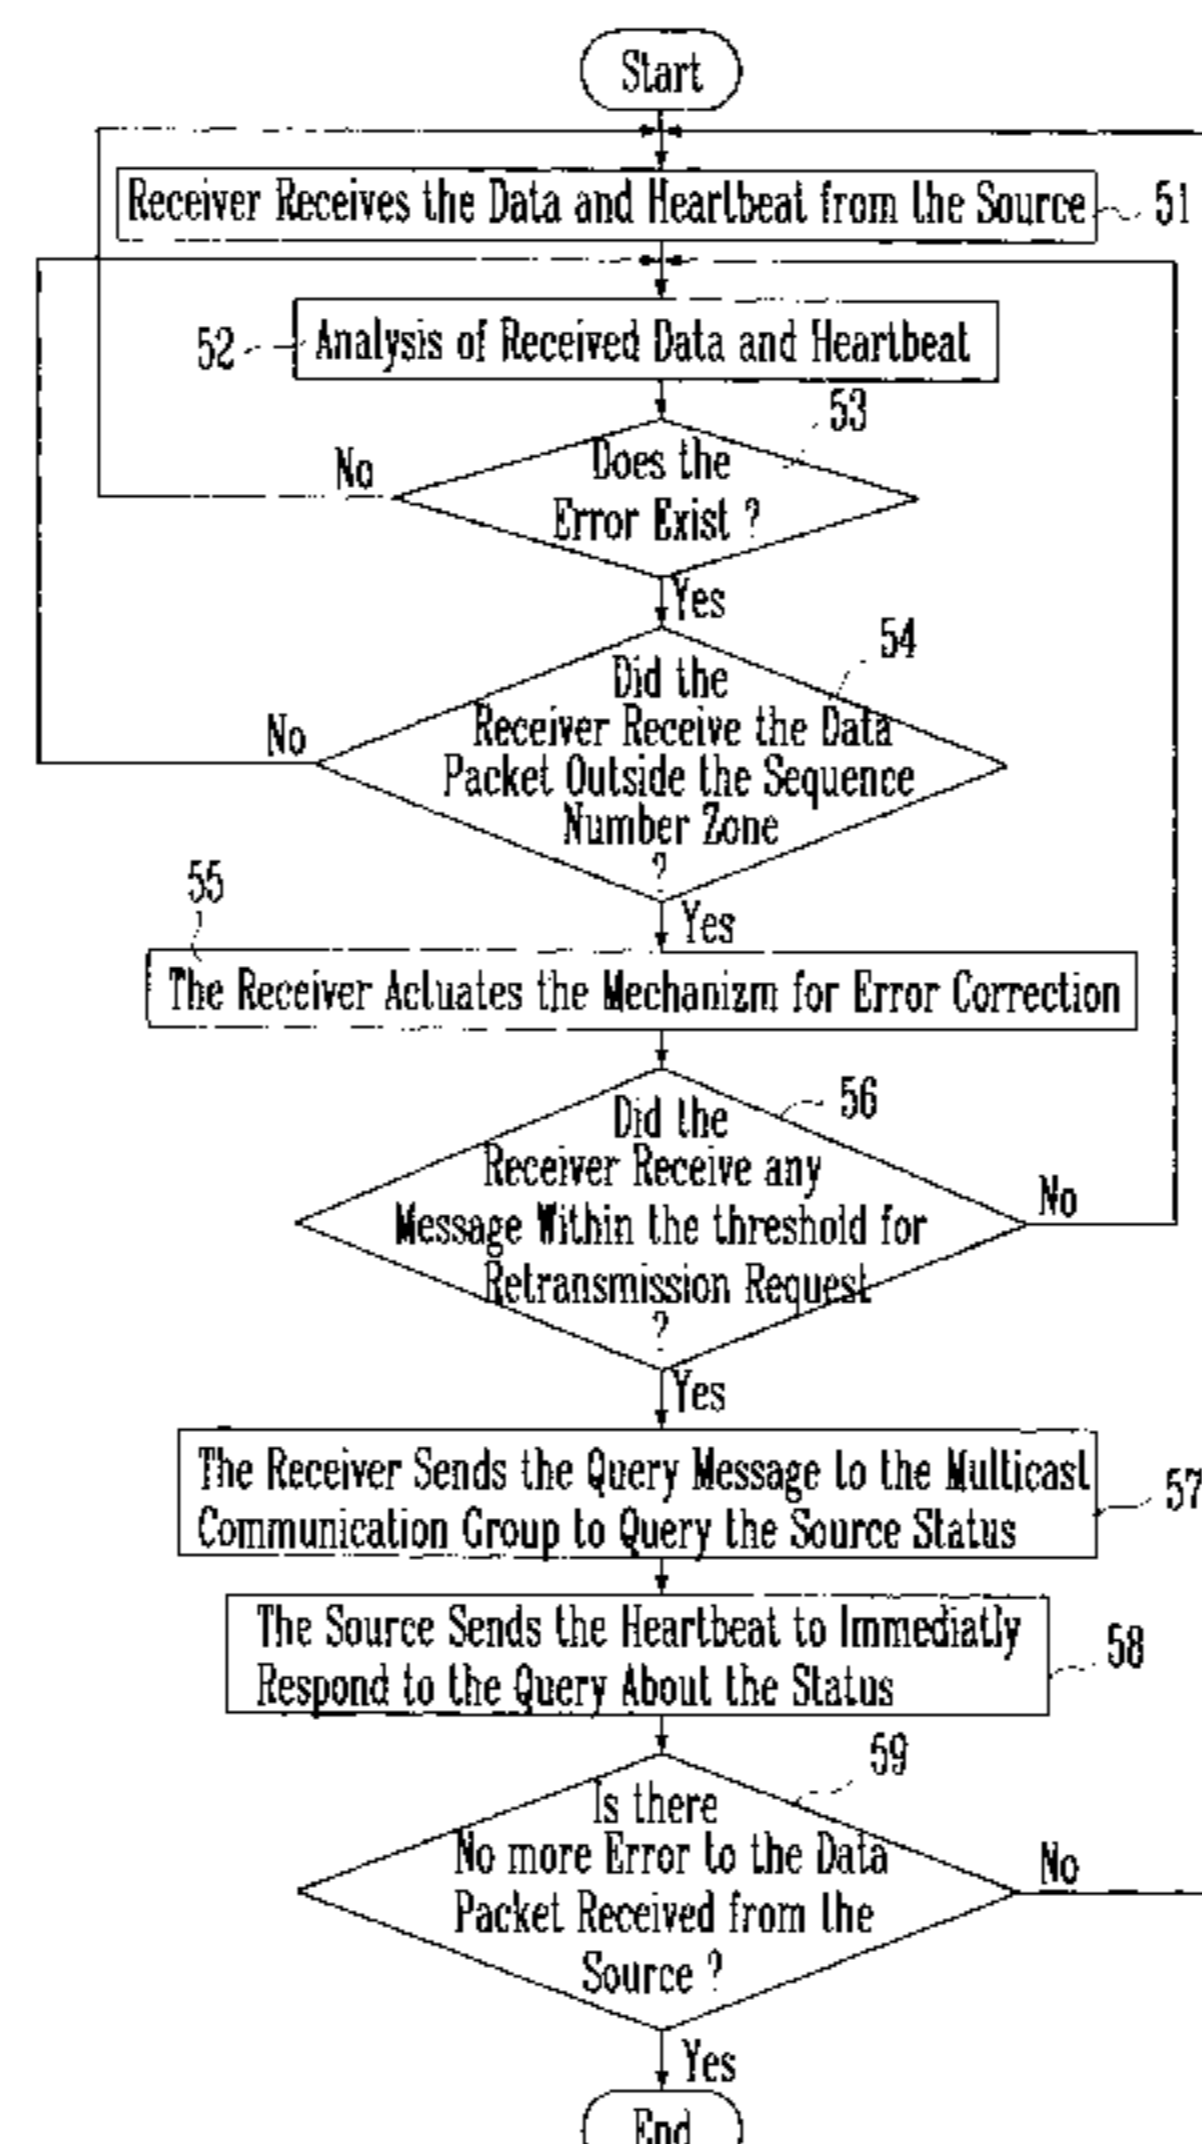 Start
Receiver Receives the Data and Heartbeat from the Source
51
52
Analysis of Received Data and Heartbeat
53
Does the
Error Exist ?
No
Yes
54
Did the
Receiver Receive the Data
Packet Outside the Sequence
Number Zone
?
No
Yes
55
The Receiver Actuates the Mechanizm for Error Correction
56
Did the
Receiver Receive any
Message Within the threshold for
Retransmission Request
?
No
Yes
The Receiver Sends the Query Message to the Multicast
Communication Group to Query the Source Status
57
The Source Sends the Heartbeat to Immediatly
Respond to the Query About the Status
58
59
Is there
No more Error to the Data
Packet Received from the
Source ?
No
Yes
End